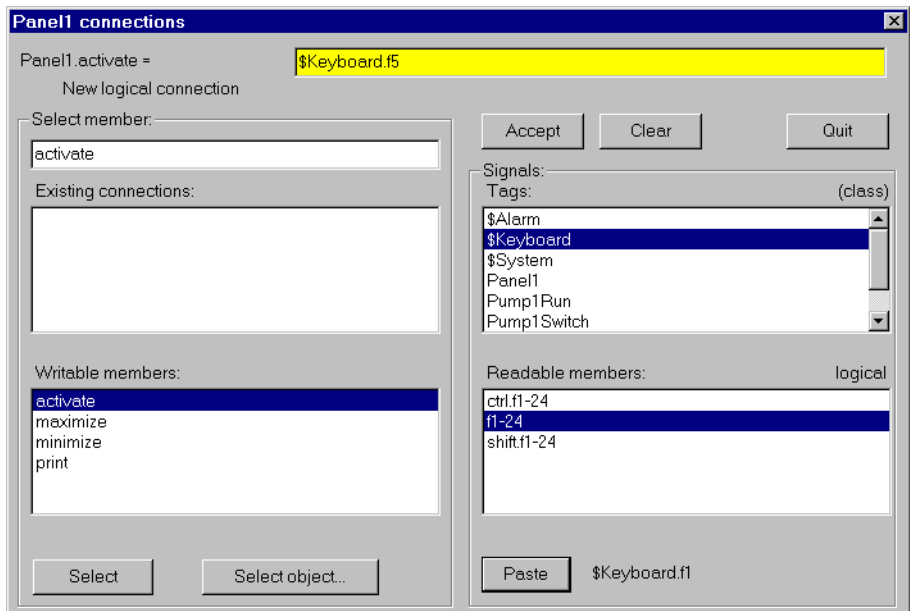 Panel1 connections
Panel1.activate =
$Keyboard.f5
New logical connection
Select member:
activate
Existing connections:
Writable members:
activate
maximize
minimize
print
Select
Select object...
Accept
Clear
Quit
Signals:
Tags:
(class)
$Alarm
$Keyboard
$System
Panel1
Pump1Run
Pump1Switch
Readable members:
logical
ctrl.f1-24
f1-24
shift.f1-24
Paste
$Keyboard.f1